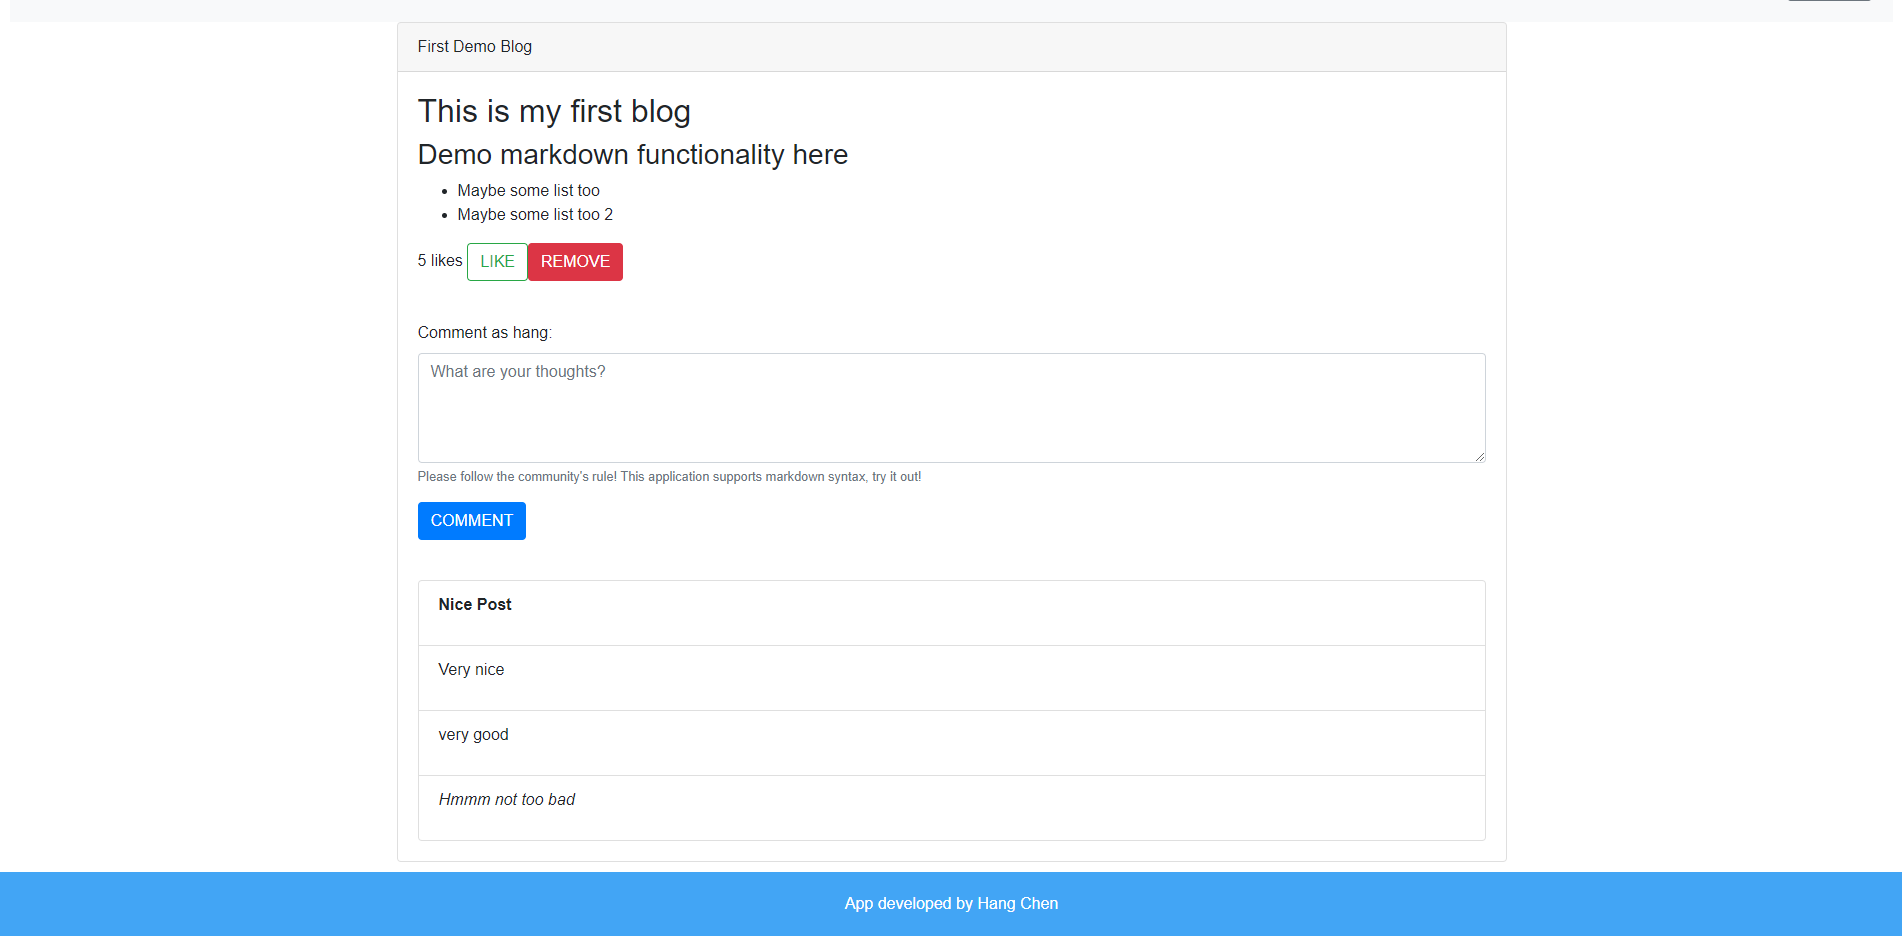 First Demo Blog
This is my first blog
Demo markdown functionality here
Maybe some list too
Maybe some list too 2
5 likes LIKE REMOVE
Comment as hang:
What are your thoughts?
Please follow the community's rule! This application supports markdown syntax, try it out!
COMMENT
Nice Post
Very nice
very good
Hmmm not too bad
App developed by Hang Chen